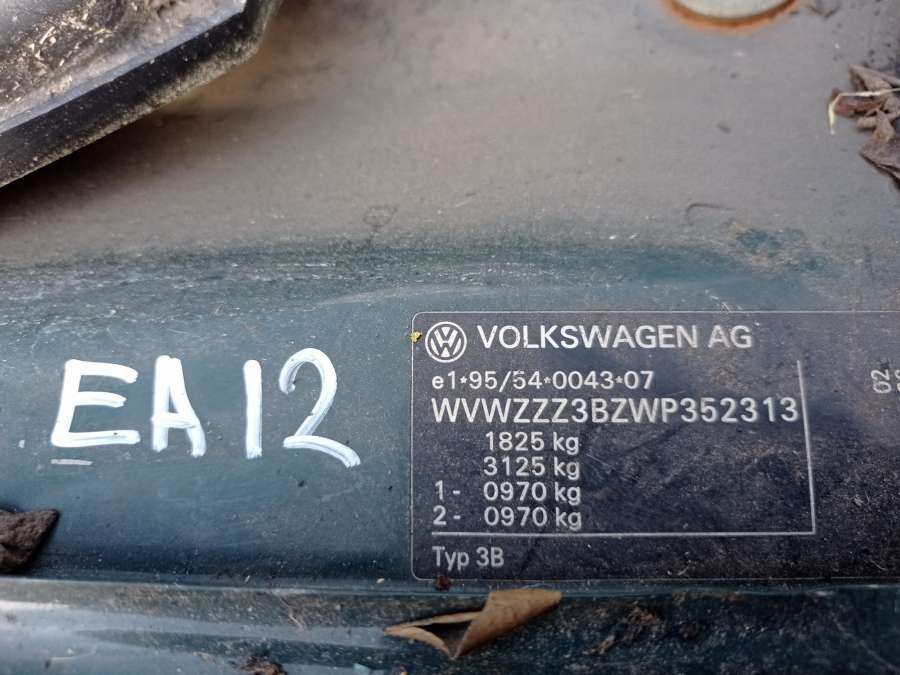 EA12
VOLKSWAGEN AG
e1*95/54*0043*07
WVWZZZ3BZWP352313
1825 kg
3125 kg
1- 0970 kg
2- 0970 kg
Typ 3B